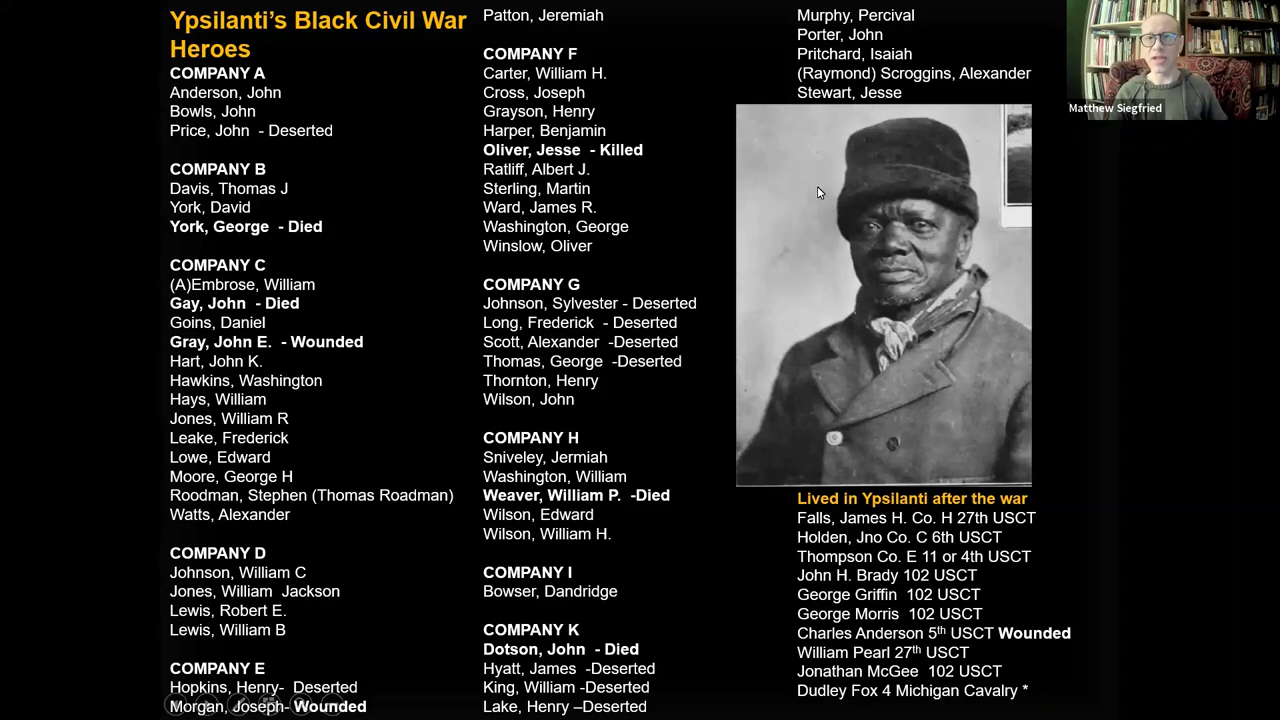 Ypsilanti's Black Civil War
Heroes
COMPANY A
Anderson, John
Bowls, John
Price, John - Deserted
COMPANY B
Davis, Thomas J
York, David
York, George - Died
COMPANY C
(A)Embrose, William
Gay, John - Died
Goins, Daniel
Gray, John E. - Wounded
Hart, John K.
Hawkins, Washington
Hays, William
Jones, William R
Leake, Frederick
Lowe, Edward
Moore, George H
Roodman, Stephen (Thomas Roadman)
Watts, Alexander
COMPANY D
Johnson, William C
Jones, William Jackson
Lewis, Robert E.
Lewis, William B
COMPANY E
Hopkins, Henry- Deserted
Morgan, Joseph- Wounded
Patton, Jeremiah
COMPANY F
Carter, William H.
Cross, Joseph
Grayson, Henry
Harper, Benjamin
Oliver, Jesse - Killed
Ratliff, Albert J.
Sterling, Martin
Ward, James R.
Washington, George
Winslow, Oliver
COMPANY G
Johnson, Sylvester - Deserted
Long, Frederick - Deserted
Scott, Alexander -Deserted
Thomas, George -Deserted
Thornton, Henry
Wilson, John
COMPANY H
Sniveley, Jermiah
Washington, William
Weaver, William P. -Died
Wilson, Edward
Wilson, William H.
COMPANY I
Bowser, Dandridge
COMPANY K
Dotson, John - Died
Hyatt, James -Deserted
King, William -Deserted
Lake, Henry –Deserted
Murphy, Percival
Porter, John
Pritchard, Isaiah
(Raymond) Scroggins, Alexander
Stewart, Jesse
Lived in Ypsilanti after the war
Falls, James H. Co. H 27th USCT
Holden, Jno Co. C 6th USCT
Thompson Co. E 11 or 4th USCT
John H. Brady 102 USCT
George Griffin 102 USCT
George Morris 102 USCT
Charles Anderson 5th USCT Wounded
William Pearl 27th USCT
Jonathan McGee 102 USCT
Dudley Fox 4 Michigan Cavalry *
Matthew Siegfried